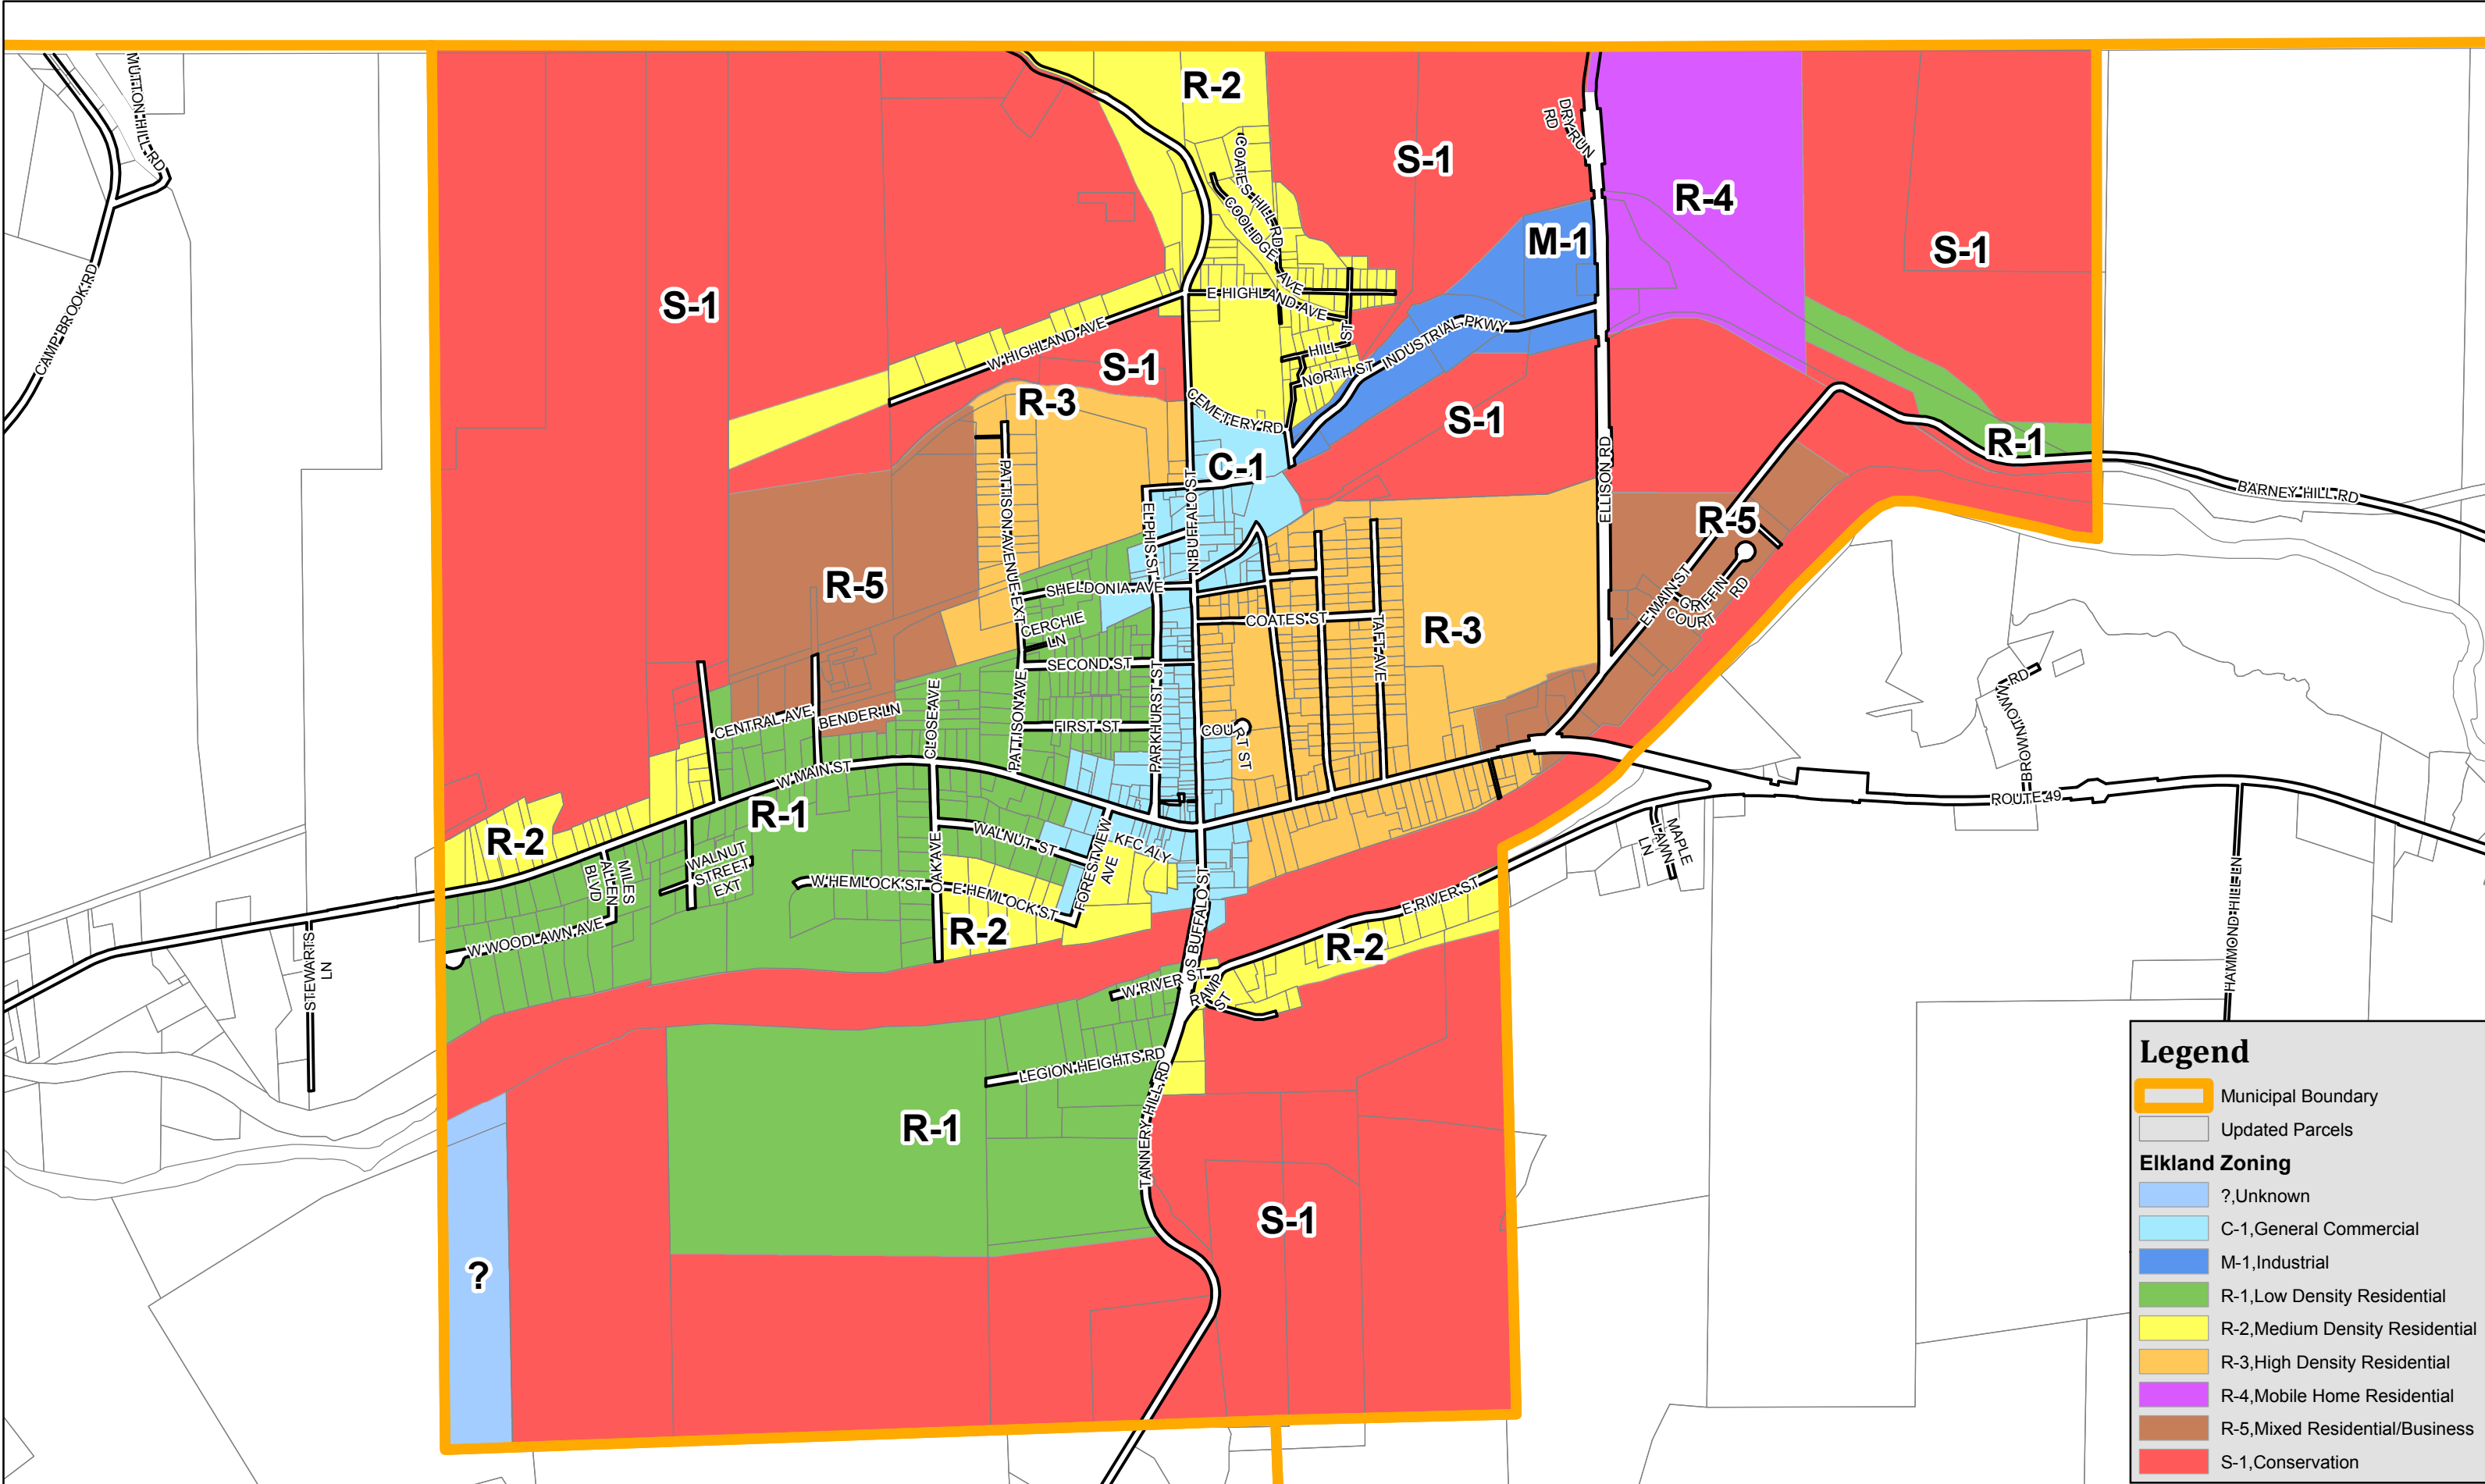 MUTTON HILL RD
CAMP BROOK RD
R-2
COATES HILL RD
COOLIDGE AVE
S-1
DRY RUN
RD
R-4
M-1
S-1
S-1
E HIGHLAND AVE
W HIGHLAND AVE
S-1
HILL ST
INDUSTRIAL PKWY
NORTH ST
R-3
CEMETERY RD
S-1
C-1
R-1
BARNEY HILL RD
PATTISON AVENUE EXT
ELPHIS ST
N BUFFALO ST
ELLISON RD
R-5
R-5
SHELDONIA AVE
CERCHIE
LN
COATES ST
TAFT AVE
R-3
E MAIN ST
GRIFFIN
RD
COURT
SECOND ST
PARKHURST ST
PATTISON AVE
CLOSE AVE
CENTRAL AVE
BENDER LN
FIRST ST
COURT ST
BROWNTOWN RD
W MAIN ST
R-1
ROUTE 49
R-2
WALNUT ST
KFC ALY
FORESTVIEW
AVE
MAPLE
LAWN
LN
WALNUT
STREET
EXT
MILES
ALLEN
BLVD
OAK AVE
W HEMLOCK ST
E HEMLOCK ST
E RIVER ST
HAMMOND HILL LN
W WOODLAWN AVE
R-2
S BUFFALO ST
R-2
STEWARTS
LN
W RIVER ST
RAMP
ST
LEGION HEIGHTS RD
TANNERY HILL RD
R-1
S-1
?
Legend
Municipal Boundary
Updated Parcels
Elkland Zoning
?,Unknown
C-1,General Commercial
M-1,Industrial
R-1,Low Density Residential
R-2,Medium Density Residential
R-3,High Density Residential
R-4,Mobile Home Residential
R-5,Mixed Residential/Business
S-1,Conservation